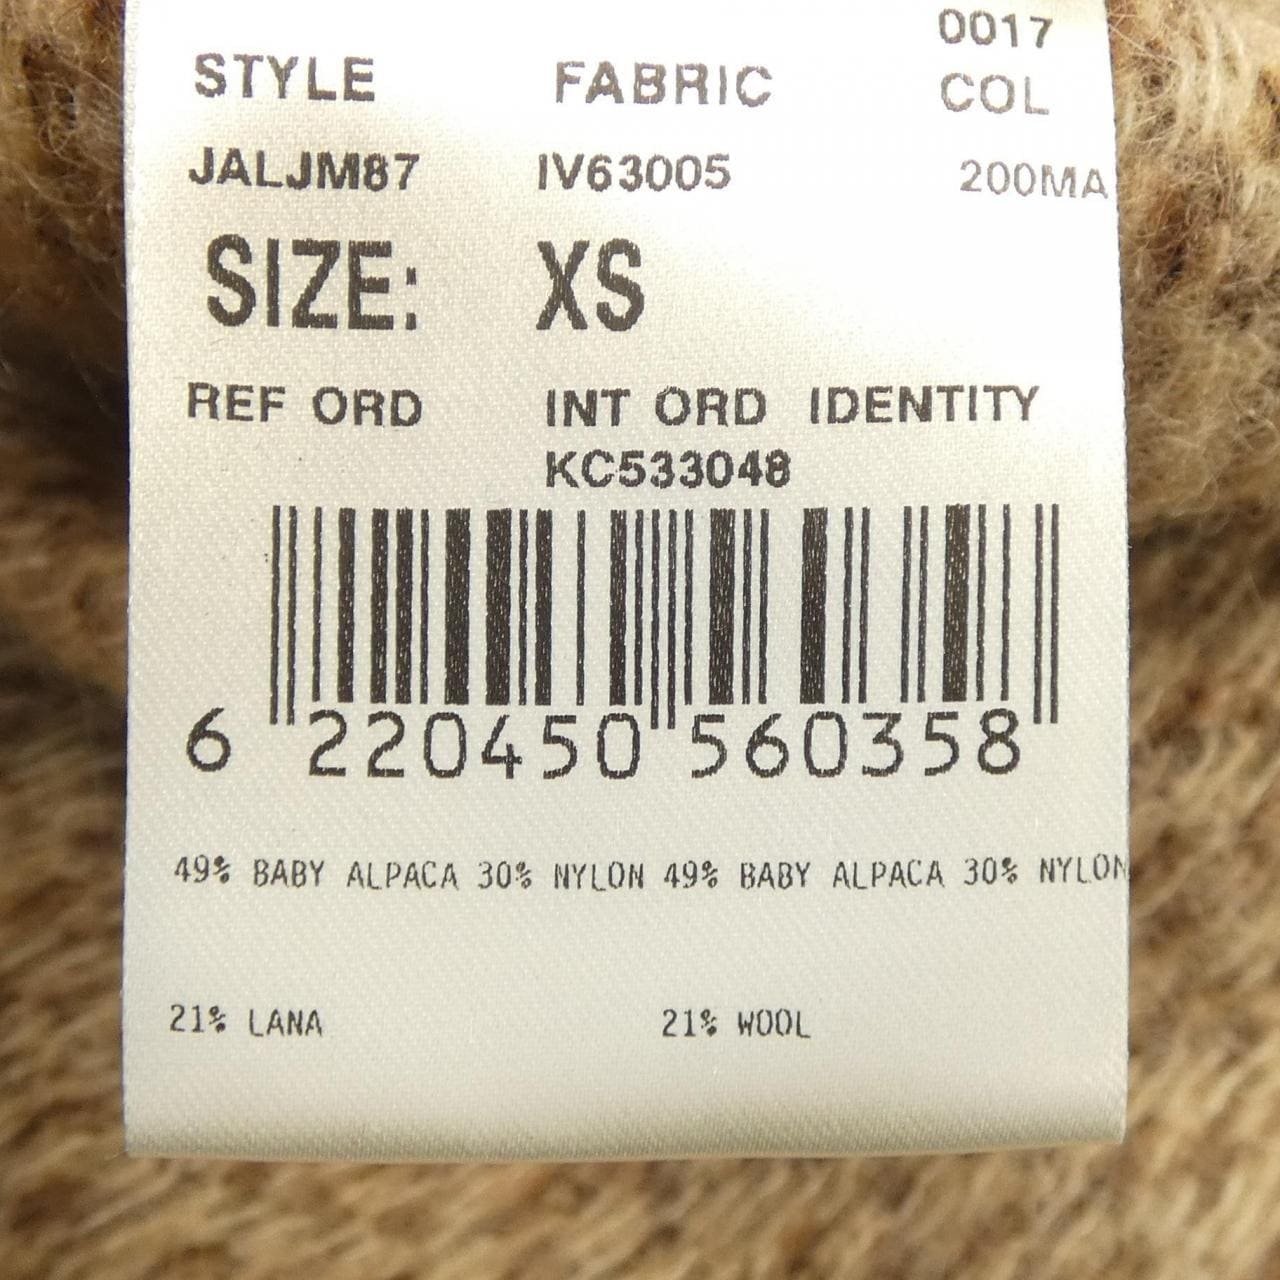 0017
STYLE FABRIC COL
JALJM87 IV63005 200MA
SIZE: XS
REF ORD INT ORD IDENTITY
KC533048
6 220450 560358
49% BABY ALPACA 30% NYLON 49% BABY ALPACA 30% NYLON
21% LANA 21% WOOL